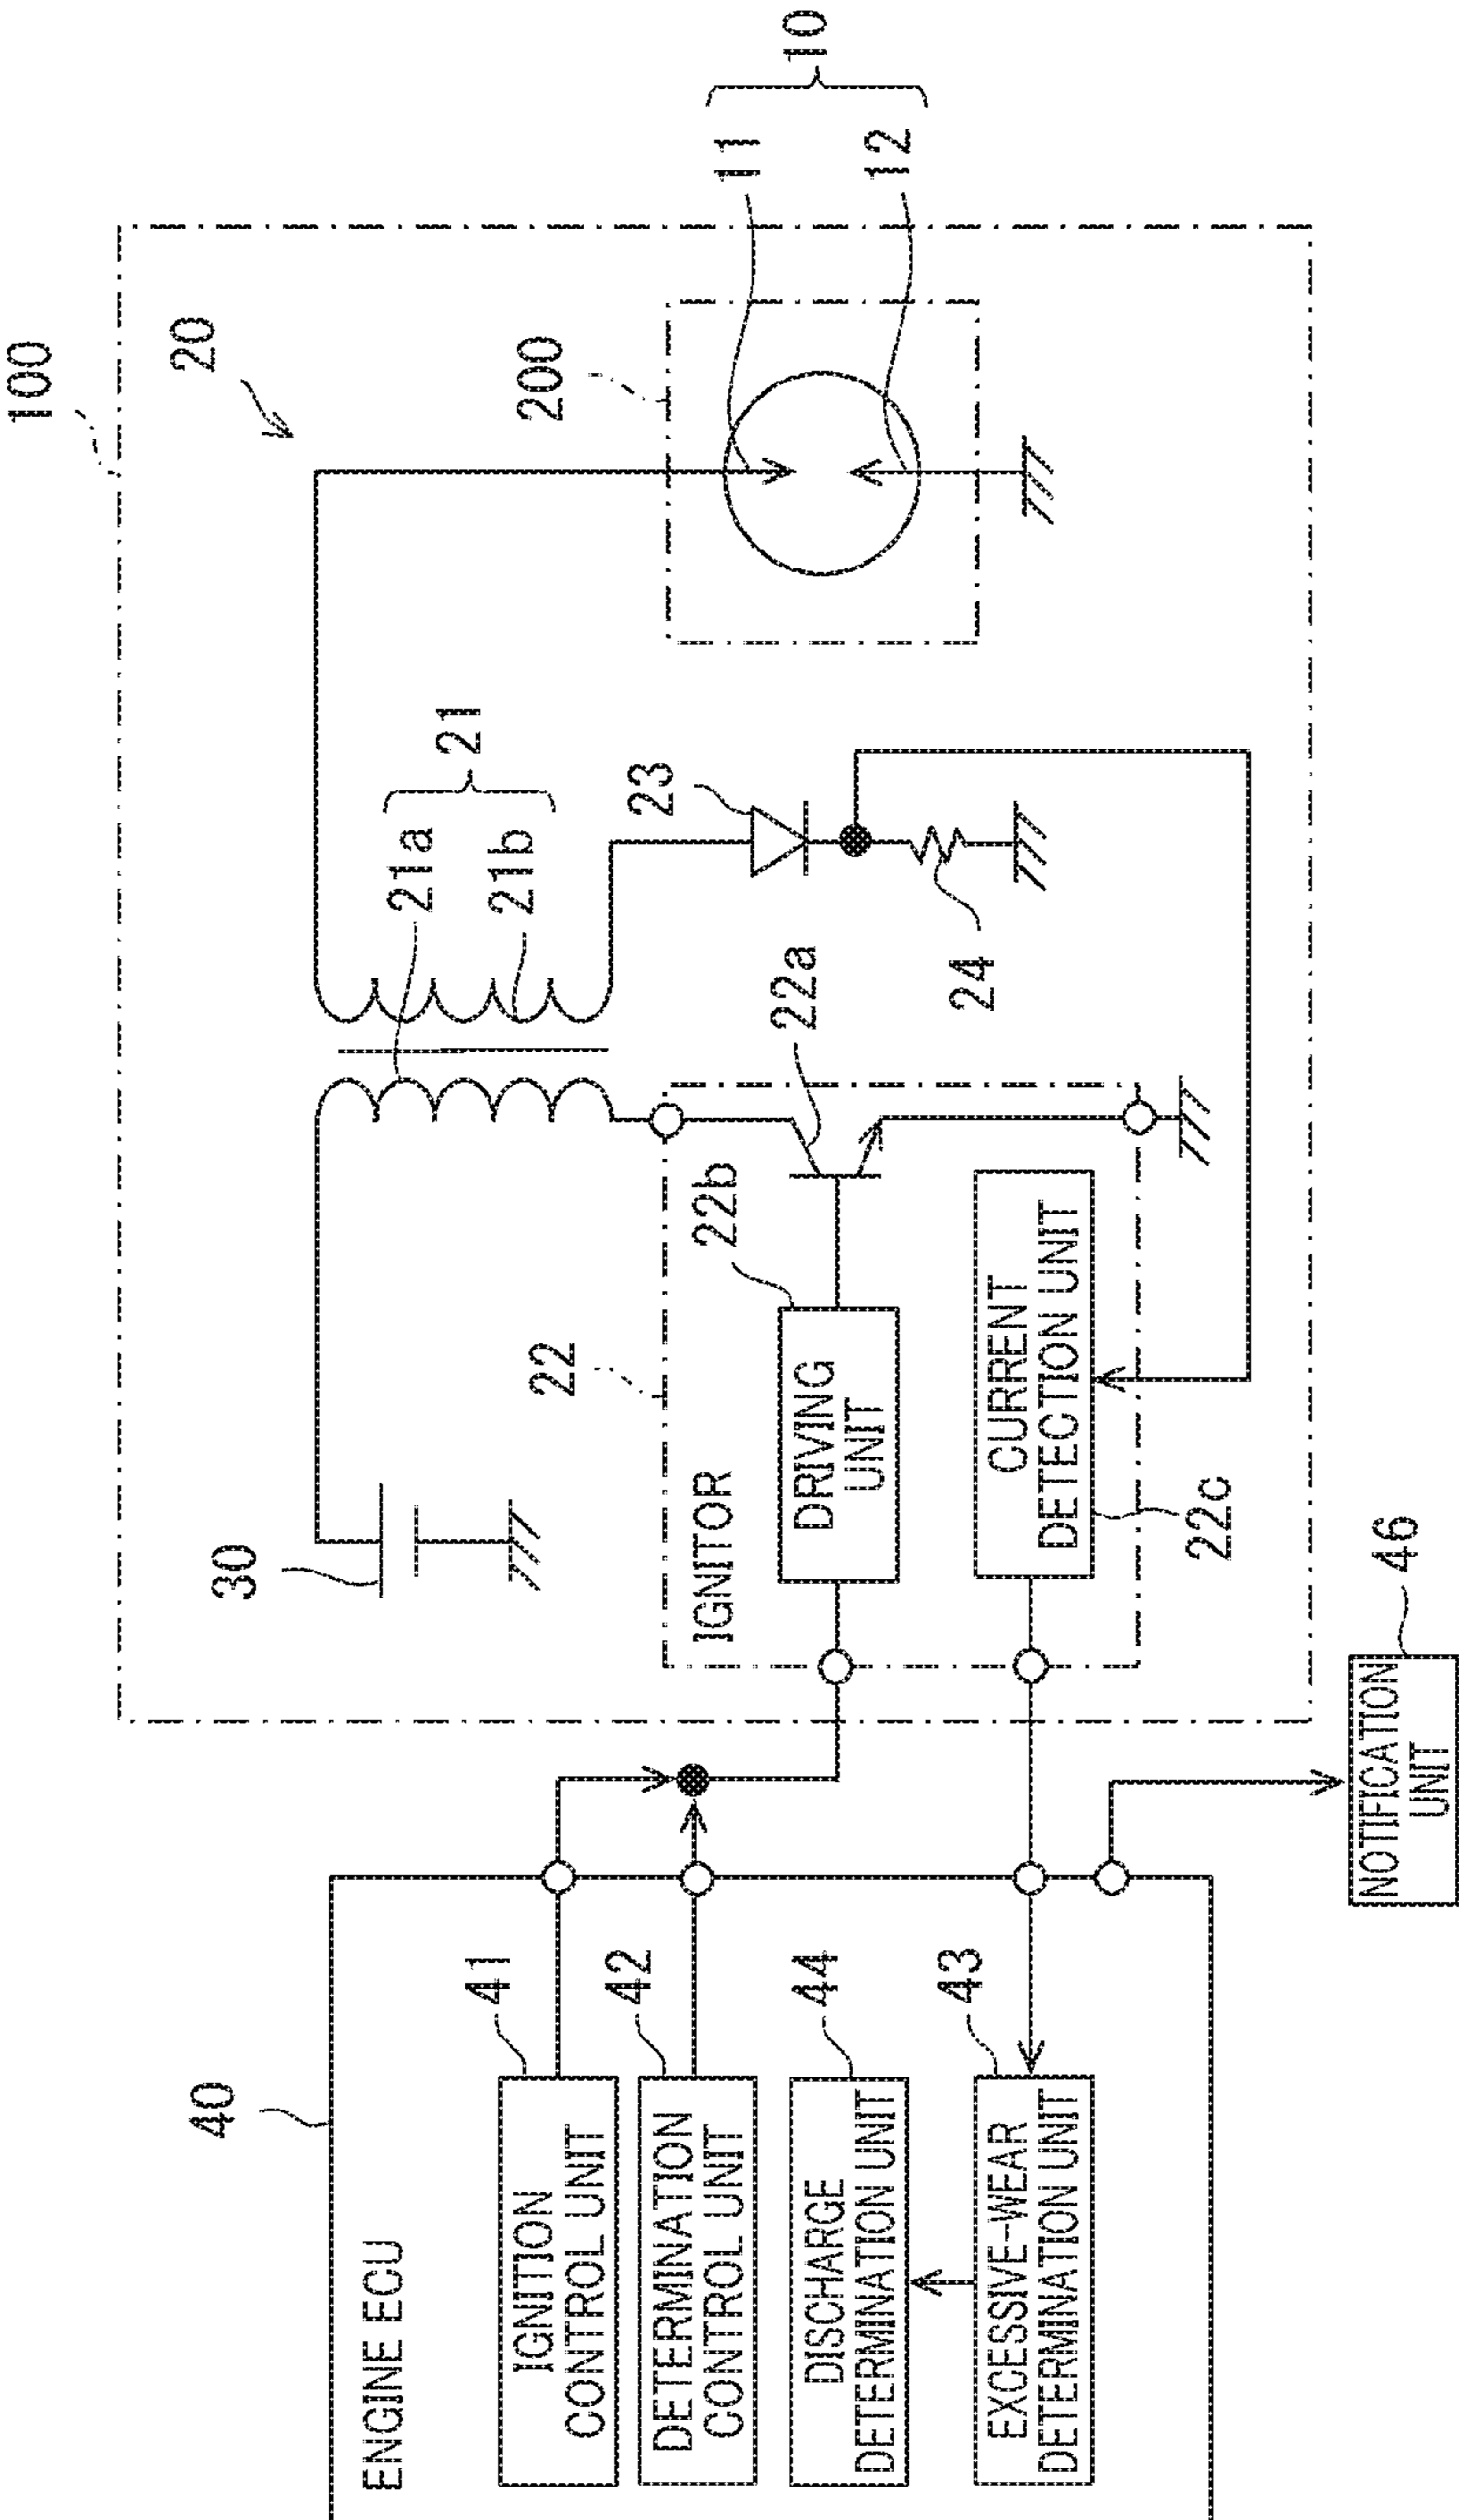 100
20
200
11
12
10
21a
21b
21
23
24
30
22
IGNITOR
22b
22a
DRIVING
UNIT
CURRENT
DETECTION UNIT
22c
40
ENGINE ECU
41
IGNITION
CONTROL UNIT
42
DETERMINATION
CONTROL UNIT
44
DISCHARGE
DETERMINATION UNIT
43
EXCESSIVE-WEAR
DETERMINATION UNIT
46
NOTIFICATION
UNIT